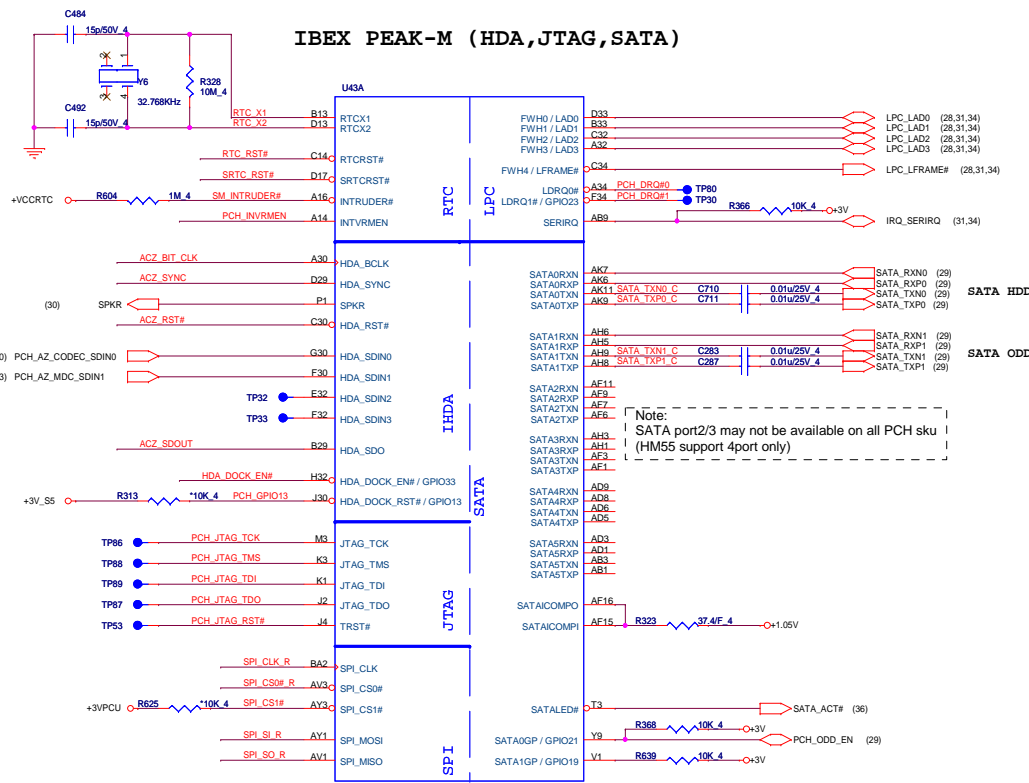 IBEX PEAK-M (HDA,JTAG,SATA)
C484
15p/50V_4
2
1
Y6
3
4
32.768KHz
R328
10M_4
C492
15p/50V_4
U43A
RTC_X1 B13 RTCX1
RTC_X2 D13 RTCX2
RTC_RST# C14 RTCRST#
SRTC_RST# D17 SRTCRST#
+VCCRTC R604 1M_4 SM_INTRUDER# A16 INTRUDER#
PCH_INVRMEN A14 INTVRMEN
RTC
LPC
FWH0 / LAD0 D33 LPC_LAD0 (28,31,34)
FWH1 / LAD1 B33 LPC_LAD1 (28,31,34)
FWH2 / LAD2 C32 LPC_LAD2 (28,31,34)
FWH3 / LAD3 A32 LPC_LAD3 (28,31,34)
FWH4 / LFRAME# C34 LPC_LFRAME# (28,31,34)
LDRQ0# A34 PCH_DRQ#0 TP80
LDRQ1# / GPIO23 F34 PCH_DRQ#1 TP30
SERIRQ AB9 R366 10K_4 +3V
IRQ_SERIRQ (31,34)
ACZ_BIT_CLK A30 HDA_BCLK
ACZ_SYNC D29 HDA_SYNC
(30) SPKR P1 SPKR
ACZ_RST# C30 HDA_RST#
0) PCH_AZ_CODEC_SDIN0 G30 HDA_SDIN0
3) PCH_AZ_MDC_SDIN1 F30 HDA_SDIN1
TP32 E32 HDA_SDIN2
TP33 F32 HDA_SDIN3
ACZ_SDOUT B29 HDA_SDO
HDA_DOCK_EN# H32 HDA_DOCK_EN# / GPIO33
+3V_S5 R313 *10K_4 PCH_GPIO13 J30 HDA_DOCK_RST# / GPIO13
IHDA
SATA
SATA0RXN AK7 SATA_RXN0 (29)
SATA0RXP AK6 SATA_RXP0 (29)
SATA0TXN AK11 SATA_TXN0_C C710 0.01u/25V_4 SATA_TXN0 (29)
SATA0TXP AK9 SATA_TXP0_C C711 0.01u/25V_4 SATA_TXP0 (29)
SATA HDD
SATA1RXN AH6 SATA_RXN1 (29)
SATA1RXP AH5 SATA_RXP1 (29)
SATA1TXN AH9 SATA_TXN1_C C283 0.01u/25V_4 SATA_TXN1 (29)
SATA1TXP AH8 SATA_TXP1_C C287 0.01u/25V_4 SATA_TXP1 (29)
SATA ODD
SATA2RXN AF11
SATA2RXP AF9
SATA2TXN AF7
SATA2TXP AF6
Note:
SATA port2/3 may not be available on all PCH sku
(HM55 support 4port only)
SATA3RXN AH3
SATA3RXP AH1
SATA3TXN AF3
SATA3TXP AF1
SATA4RXN AD9
SATA4RXP AD8
SATA4TXN AD6
SATA4TXP AD5
SATA5RXN AD3
SATA5RXP AD1
SATA5TXN AB3
SATA5TXP AB1
SATAICOMPO AF16
SATAICOMPI AF15 R323 37.4/F_4 +1.05V
TP86 PCH_JTAG_TCK M3 JTAG_TCK
TP88 PCH_JTAG_TMS K3 JTAG_TMS
TP89 PCH_JTAG_TDI K1 JTAG_TDI
TP87 PCH_JTAG_TDO J2 JTAG_TDO
TP53 PCH_JTAG_RST# J4 TRST#
JTAG
SPI_CLK_R BA2 SPI_CLK
SPI_CS0#_R AV3 SPI_CS0#
+3VPCU R625 *10K_4 SPI_CS1# AY3 SPI_CS1#
SPI_SI_R AY1 SPI_MOSI
SPI_SO_R AV1 SPI_MISO
SPI
SATALED# T3 SATA_ACT# (36)
R368 10K_4 +3V
SATA0GP / GPIO21 Y9 PCH_ODD_EN (29)
SATA1GP / GPIO19 V1 R639 10K_4 +3V